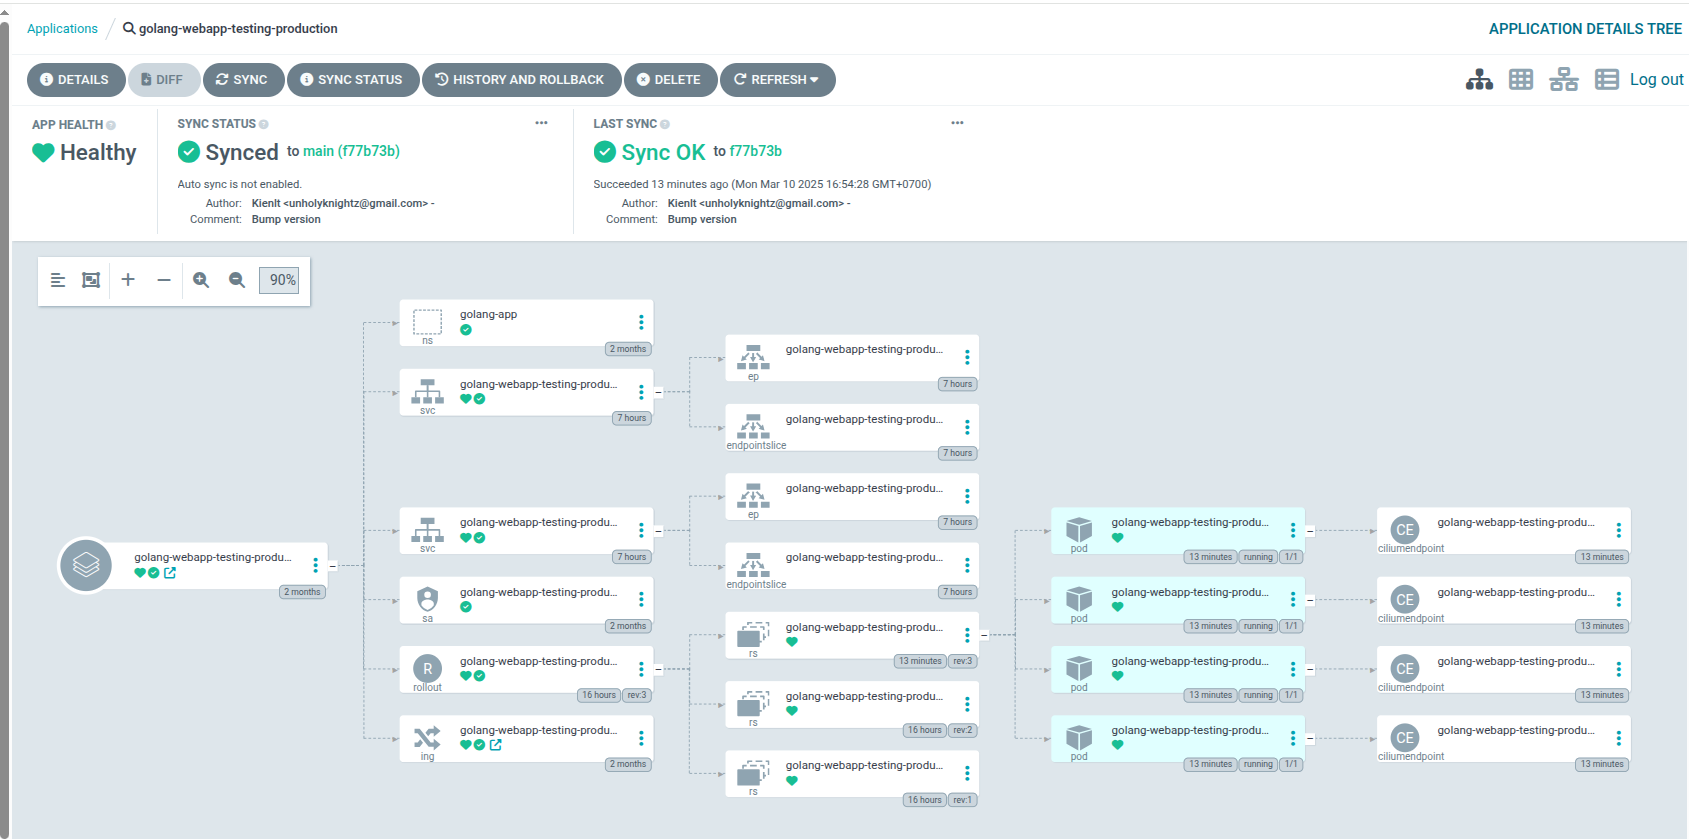 Applications / golang-webapp-testing-production
APPLICATION DETAILS TREE
DETAILS DIFF SYNC SYNC STATUS HISTORY AND ROLLBACK DELETE REFRESH
Log out
APP HEALTH
Healthy
SYNC STATUS
Synced to main (f77b73b)
Auto sync is not enabled.
Author: KienIt <unholyknightz@gmail.com> -
Comment: Bump version
LAST SYNC
Sync OK to f77b73b
Succeeded 13 minutes ago (Mon Mar 10 2025 16:54:28 GMT+0700)
Author: KienIt <unholyknightz@gmail.com> -
Comment: Bump version
90%
golang-webapp-testing-produ...
2 months
golang-app
ns
2 months
golang-webapp-testing-produ...
svc
7 hours
golang-webapp-testing-produ...
svc
7 hours
golang-webapp-testing-produ...
sa
2 months
golang-webapp-testing-produ...
R
rollout
16 hours rev:3
golang-webapp-testing-produ...
ing
2 months
golang-webapp-testing-produ...
ep
7 hours
golang-webapp-testing-produ...
endpointslice
7 hours
golang-webapp-testing-produ...
ep
7 hours
golang-webapp-testing-produ...
endpointslice
7 hours
golang-webapp-testing-produ...
rs
13 minutes rev:3
golang-webapp-testing-produ...
rs
16 hours rev:2
golang-webapp-testing-produ...
rs
16 hours rev:1
golang-webapp-testing-produ...
pod
13 minutes running 1/1
golang-webapp-testing-produ...
pod
13 minutes running 1/1
golang-webapp-testing-produ...
pod
13 minutes running 1/1
golang-webapp-testing-produ...
pod
13 minutes running 1/1
golang-webapp-testing-produ...
CE
ciliumendpoint
13 minutes
golang-webapp-testing-produ...
CE
ciliumendpoint
13 minutes
golang-webapp-testing-produ...
CE
ciliumendpoint
13 minutes
golang-webapp-testing-produ...
CE
ciliumendpoint
13 minutes